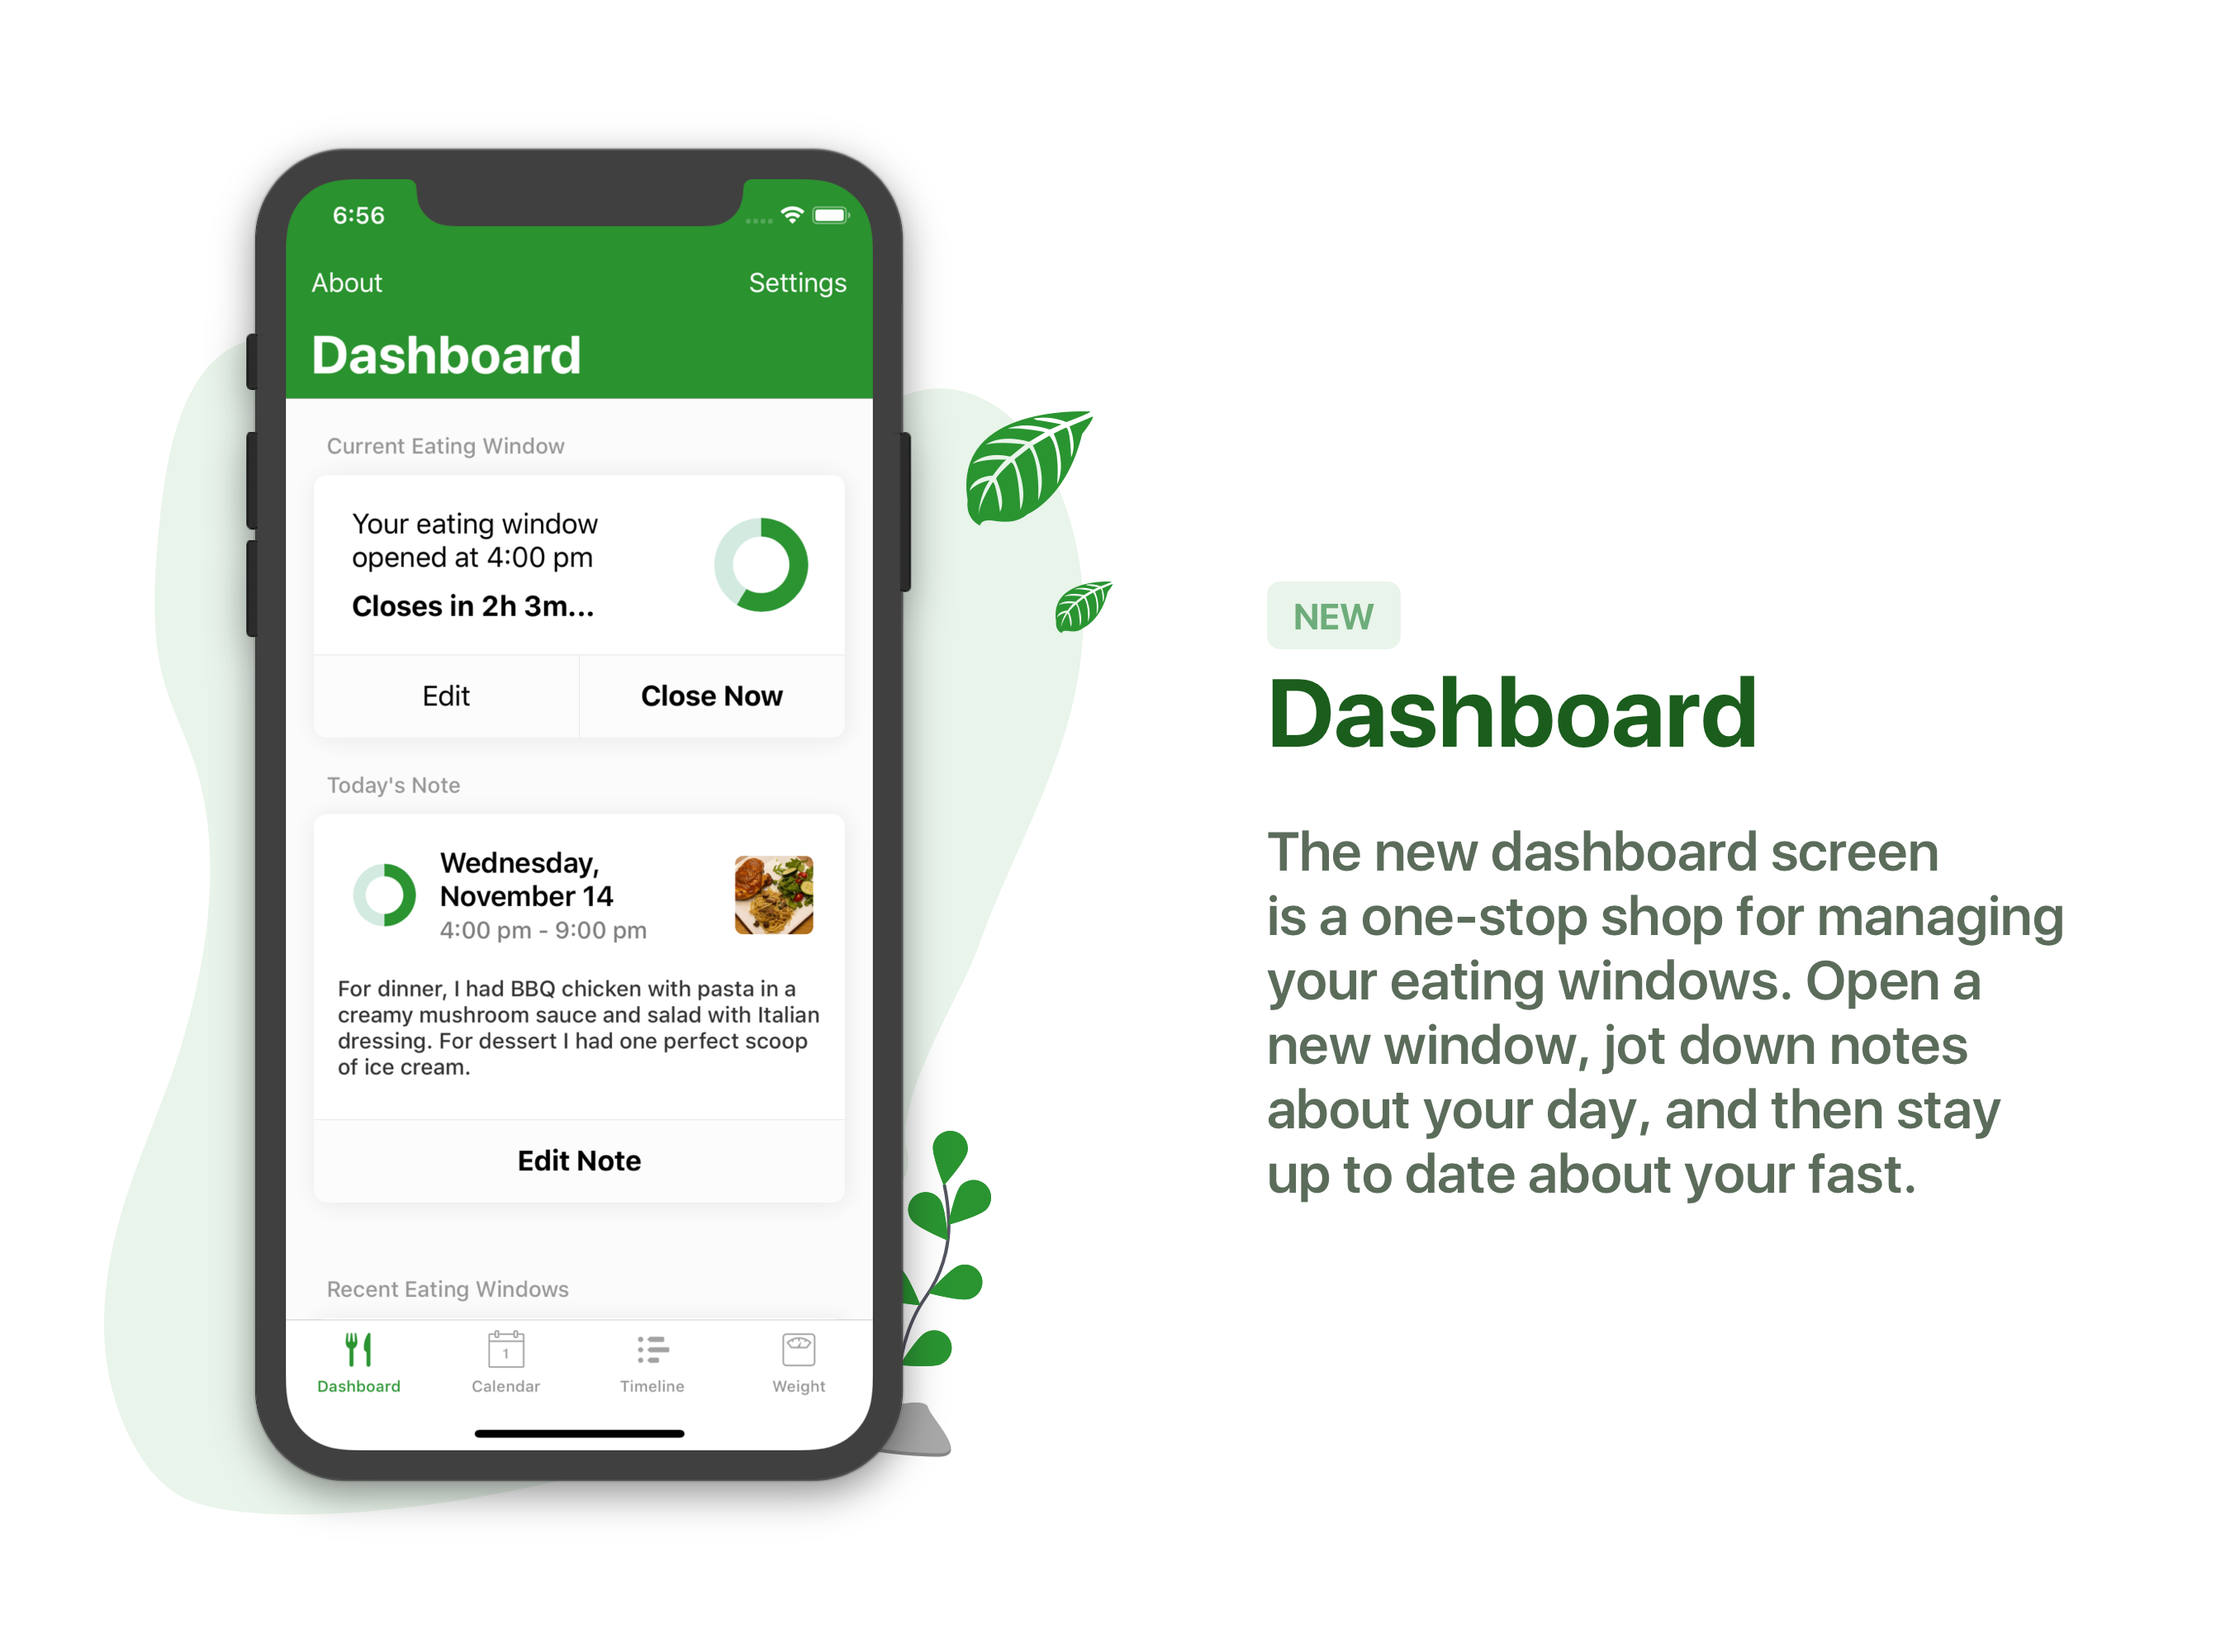 6:56
About
Settings
Dashboard
Current Eating Window
Your eating window
opened at 4:00 pm
Closes in 2h 3m...
Edit
Close Now
Today's Note
Wednesday,
November 14
4:00 pm - 9:00 pm
For dinner, I had BBQ chicken with pasta in a
creamy mushroom sauce and salad with Italian
dressing. For dessert I had one perfect scoop
of ice cream.
Edit Note
Recent Eating Windows
1
Dashboard
Calendar
Timeline
Weight
NEW
Dashboard
The new dashboard screen
is a one-stop shop for managing
your eating windows. Open a
new window, jot down notes
about your day, and then stay
up to date about your fast.